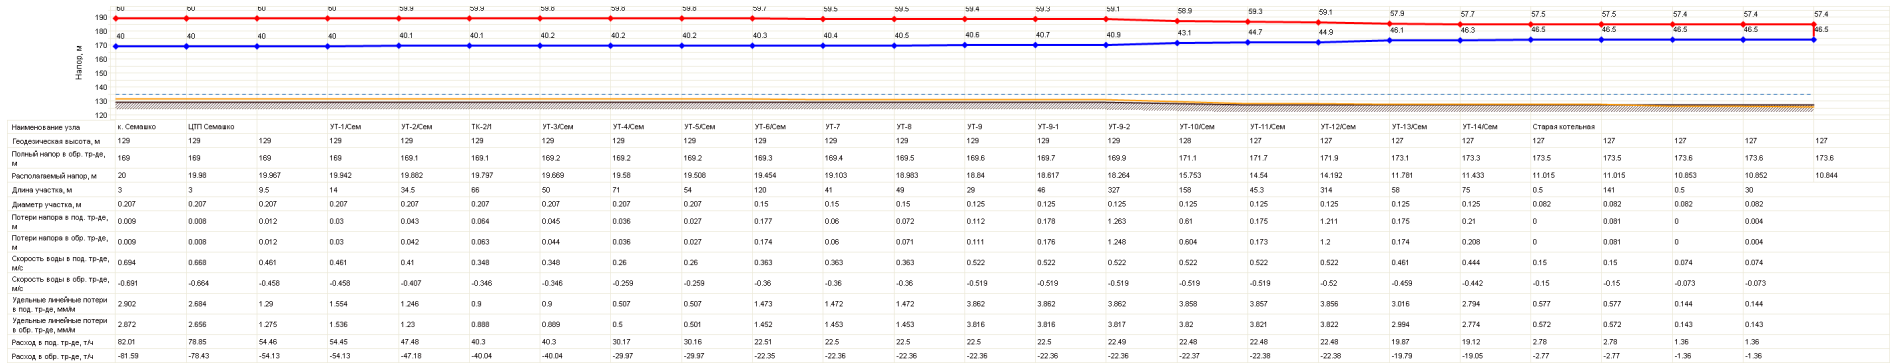 60 60 60 60 59.9 59.9 59.8 59.8 59.8 59.7 59.5 59.5 59.4 59.3 59.1 58.9 59.3 59.1 57.9 57.7 57.5 57.5 57.4 57.4 57.4
190
40 40 40 40 40.1 40.1 40.2 40.2 40.2 40.3 40.4 40.5 40.6 40.7 40.9 43.1 44.7 44.9 46.1 46.3 46.5 46.5 46.5 46.5 46.5
180
170
160
150
140
130
120
Напор, м
Наименование узла к. Семашко ЦТП Семашко УТ-1/Сем УТ-2/Сем ТК-2/1 УТ-3/Сем УТ-4/Сем УТ-5/Сем УТ-6/Сем УТ-7 УТ-8 УТ-9 УТ-9-1 УТ-9-2 УТ-10/Сем УТ-11/Сем УТ-12/Сем УТ-13/Сем УТ-14/Сем Старая котельная
Геодезическая высота, м 129 129 129 129 129 129 129 129 129 129 129 129 129 129 129 128 127 127 127 127 127 127 127 127 127
Полный напор в обр. тр-де, м 169 169 169 169 169.1 169.1 169.2 169.2 169.2 169.3 169.4 169.5 169.6 169.7 169.9 171.1 171.7 171.9 173.1 173.3 173.5 173.5 173.6 173.6 173.6
Располагаемый напор, м 20 19.98 19.967 19.942 19.882 19.797 19.669 19.58 19.508 19.454 19.103 18.983 18.84 18.617 18.264 15.753 14.54 14.192 11.781 11.433 11.015 11.015 10.853 10.852 10.844
Длина участка, м 3 3 9.5 14 34.5 66 50 71 54 120 41 49 29 46 327 158 45.3 314 58 75 0.5 141 0.5 30
Диаметр участка, м 0.207 0.207 0.207 0.207 0.207 0.207 0.207 0.207 0.207 0.15 0.15 0.15 0.125 0.125 0.125 0.125 0.125 0.125 0.125 0.125 0.082 0.082 0.082 0.082
Потери напора в под. тр-де, м 0.009 0.008 0.012 0.03 0.043 0.064 0.045 0.036 0.027 0.177 0.06 0.072 0.112 0.178 1.263 0.61 0.175 1.211 0.175 0.21 0 0.081 0 0.004
Потери напора в обр. тр-де, м 0.009 0.008 0.012 0.03 0.042 0.063 0.044 0.036 0.027 0.174 0.06 0.071 0.111 0.176 1.248 0.604 0.173 1.2 0.174 0.208 0 0.081 0 0.004
Скорость воды в под. тр-де, м/с 0.694 0.668 0.461 0.461 0.41 0.348 0.348 0.26 0.26 0.363 0.363 0.363 0.522 0.522 0.522 0.522 0.522 0.522 0.461 0.444 0.15 0.15 0.074 0.074
Скорость воды в обр. тр-де, м/с -0.691 -0.664 -0.458 -0.458 -0.407 -0.346 -0.346 -0.259 -0.259 -0.36 -0.36 -0.36 -0.519 -0.519 -0.519 -0.519 -0.519 -0.52 -0.459 -0.442 -0.15 -0.15 -0.073 -0.073
Удельные линейные потери в под. тр-де, мм/м 2.902 2.684 1.29 1.554 1.246 0.9 0.9 0.507 0.507 1.473 1.472 1.472 3.862 3.862 3.862 3.858 3.857 3.856 3.016 2.794 0.577 0.577 0.144 0.144
Удельные линейные потери в обр. тр-де, мм/м 2.872 2.656 1.275 1.536 1.23 0.888 0.889 0.5 0.501 1.452 1.453 1.453 3.816 3.816 3.817 3.82 3.821 3.822 2.994 2.774 0.572 0.572 0.143 0.143
Расход в под. тр-де, т/ч 82.01 78.85 54.46 54.45 47.48 40.3 40.3 30.17 30.16 22.51 22.5 22.5 22.5 22.5 22.49 22.48 22.48 22.48 19.87 19.12 2.78 2.78 1.36 1.36
Расход в обр. тр-де, т/ч -81.59 -78.43 -54.13 -54.13 -47.18 -40.04 -40.04 -29.97 -29.97 -22.35 -22.36 -22.36 -22.36 -22.36 -22.36 -22.37 -22.38 -22.38 -19.79 -19.05 -2.77 -2.77 -1.36 -1.36